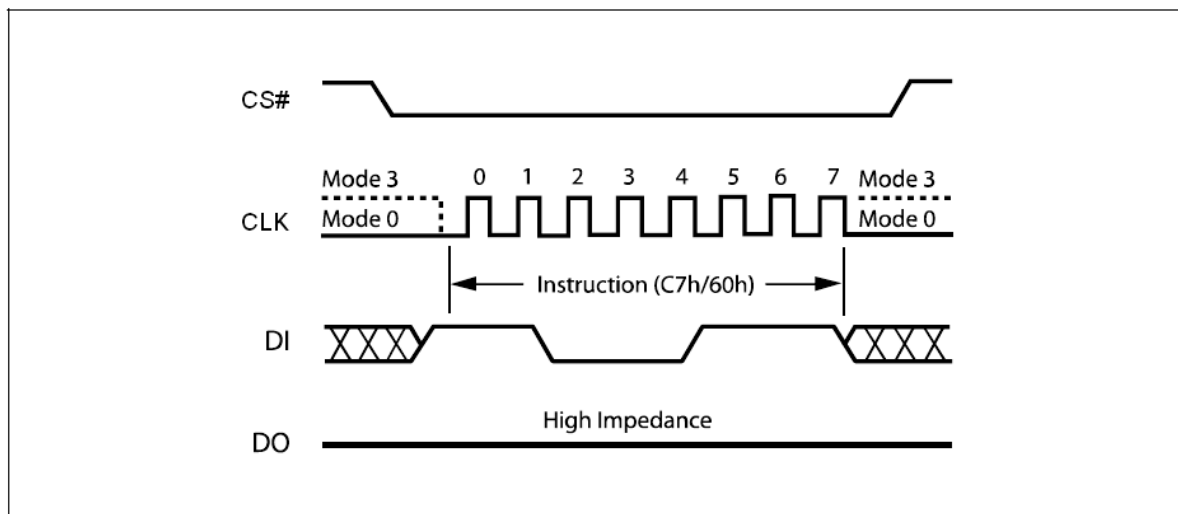 CS#
Mode 3 0 1 2 3 4 5 6 7 Mode 3
CLK Mode 0 Mode 0
Instruction (C7h/60h)
DI
High Impedance
DO